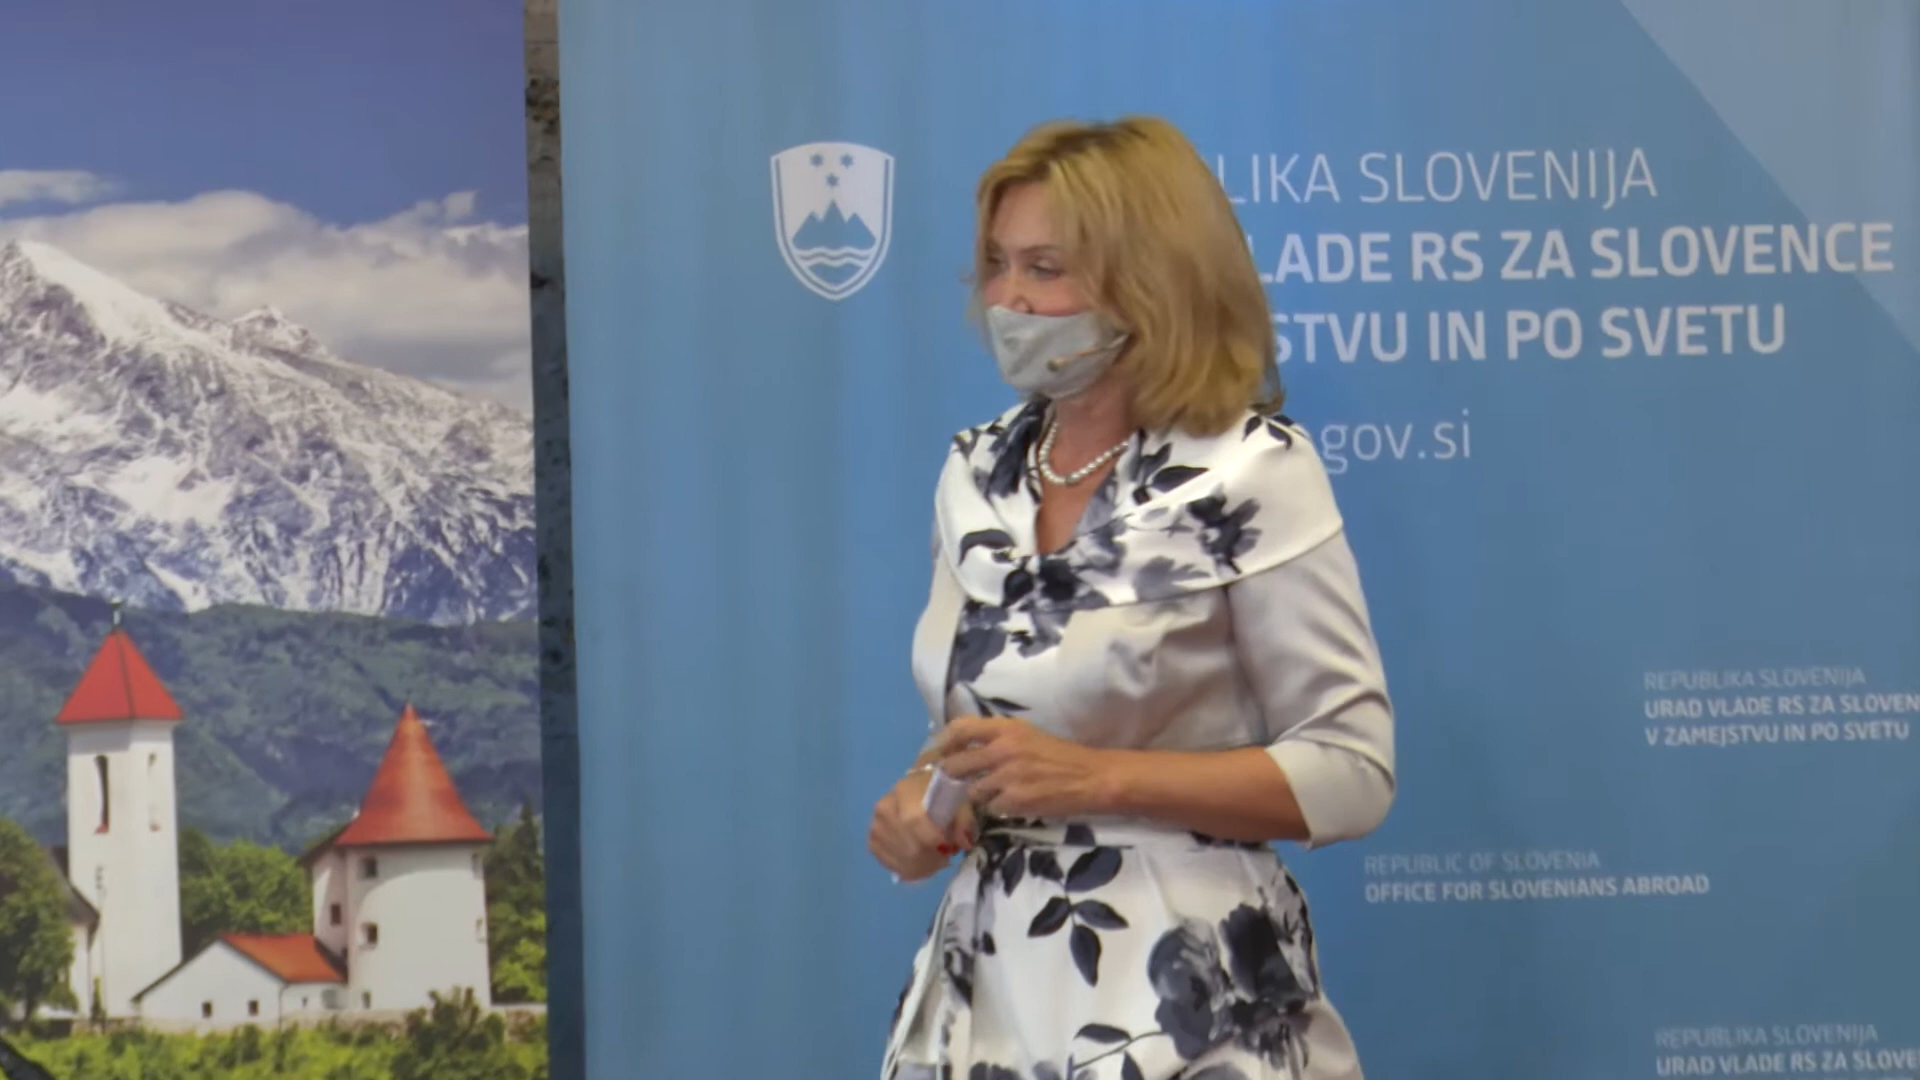 LIKA SLOVENIJA
LADE RS ZA SLOVENCE
STVU IN PO SVETU
.gov.si
REPUBLIKA SLOVENIJA
URAD VLADE RS ZA SLOVEN
V ZAMEJSTVU IN PO SVETU
REPUBLIC OF SLOVENIA
OFFICE FOR SLOVENIANS ABROAD
REPUBLIKA SLOVENIJA
URAD VLADE RS ZA SLOVE